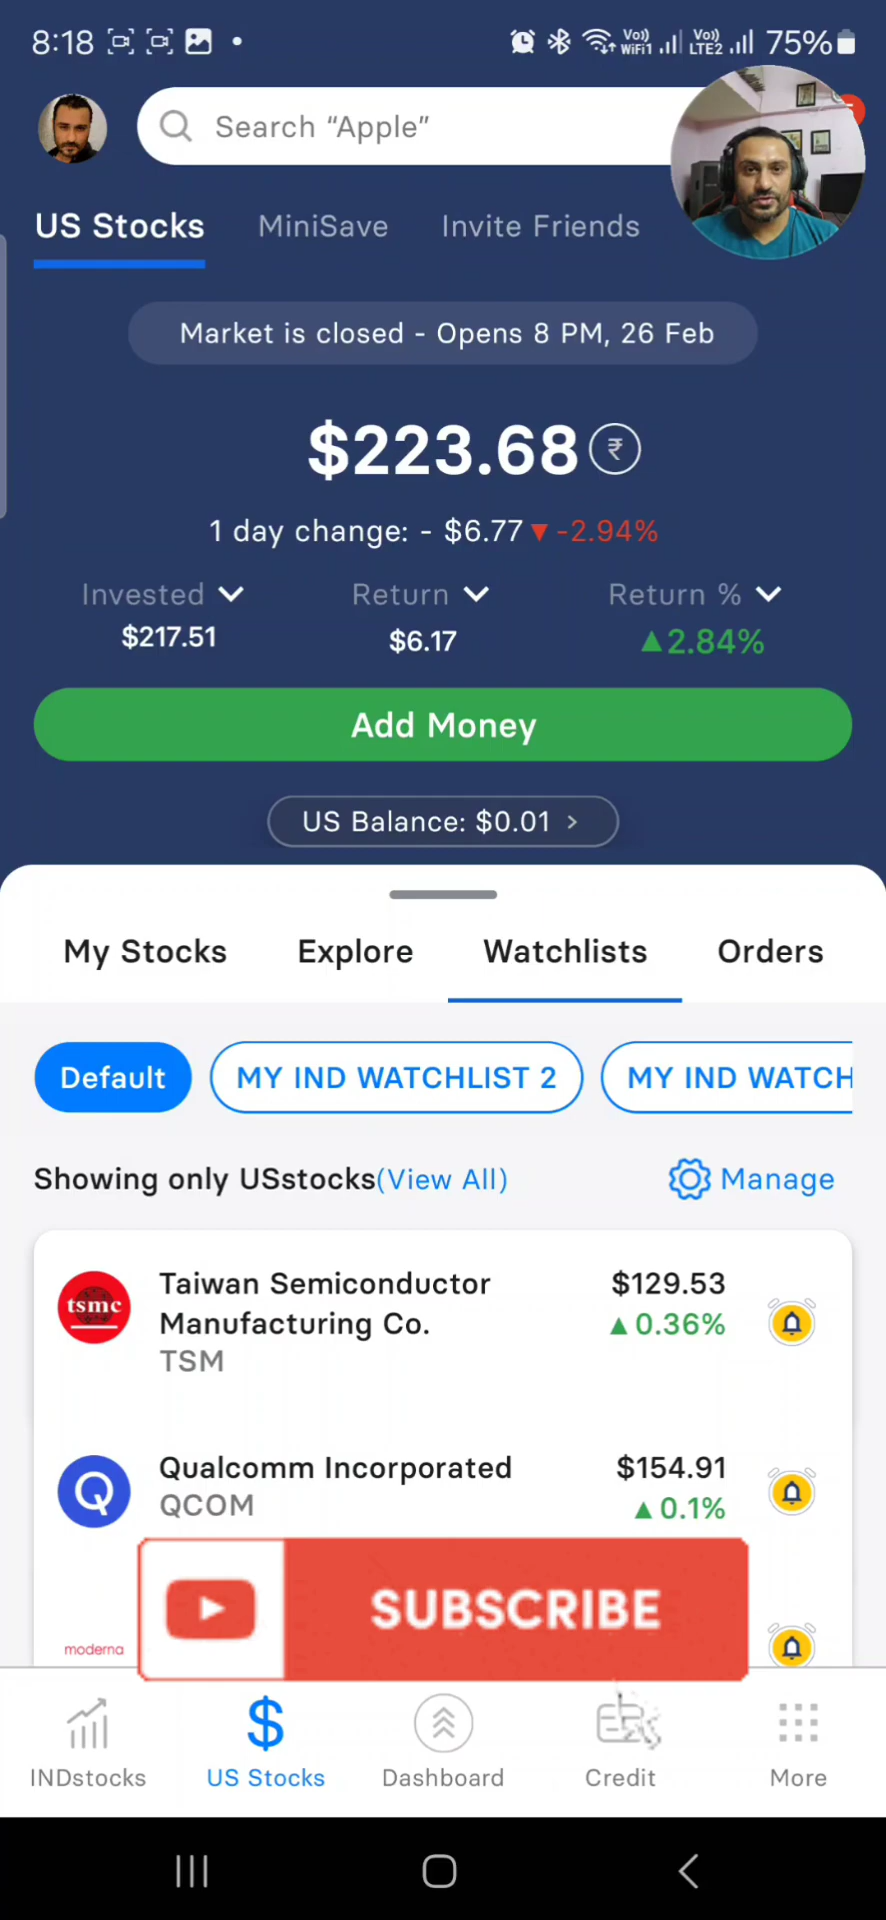 8:18
Vo)) WiFi1 Vo)) LTE2 75%
Search “Apple”
US Stocks MiniSave Invite Friends
Market is closed - Opens 8 PM, 26 Feb
$223.68 ₹
1 day change: - $6.77 ▼ -2.94%
Invested Return Return %
$217.51 $6.17 ▲2.84%
Add Money
US Balance: $0.01 >
My Stocks Explore Watchlists Orders
Default MY IND WATCHLIST 2 MY IND WATCH
Showing only USstocks(View All) Manage
tsmc
Taiwan Semiconductor $129.53
Manufacturing Co. ▲0.36%
TSM
Qualcomm Incorporated $154.91
QCOM ▲0.1%
SUBSCRIBE
moderna
INDstocks US Stocks Dashboard Credit More